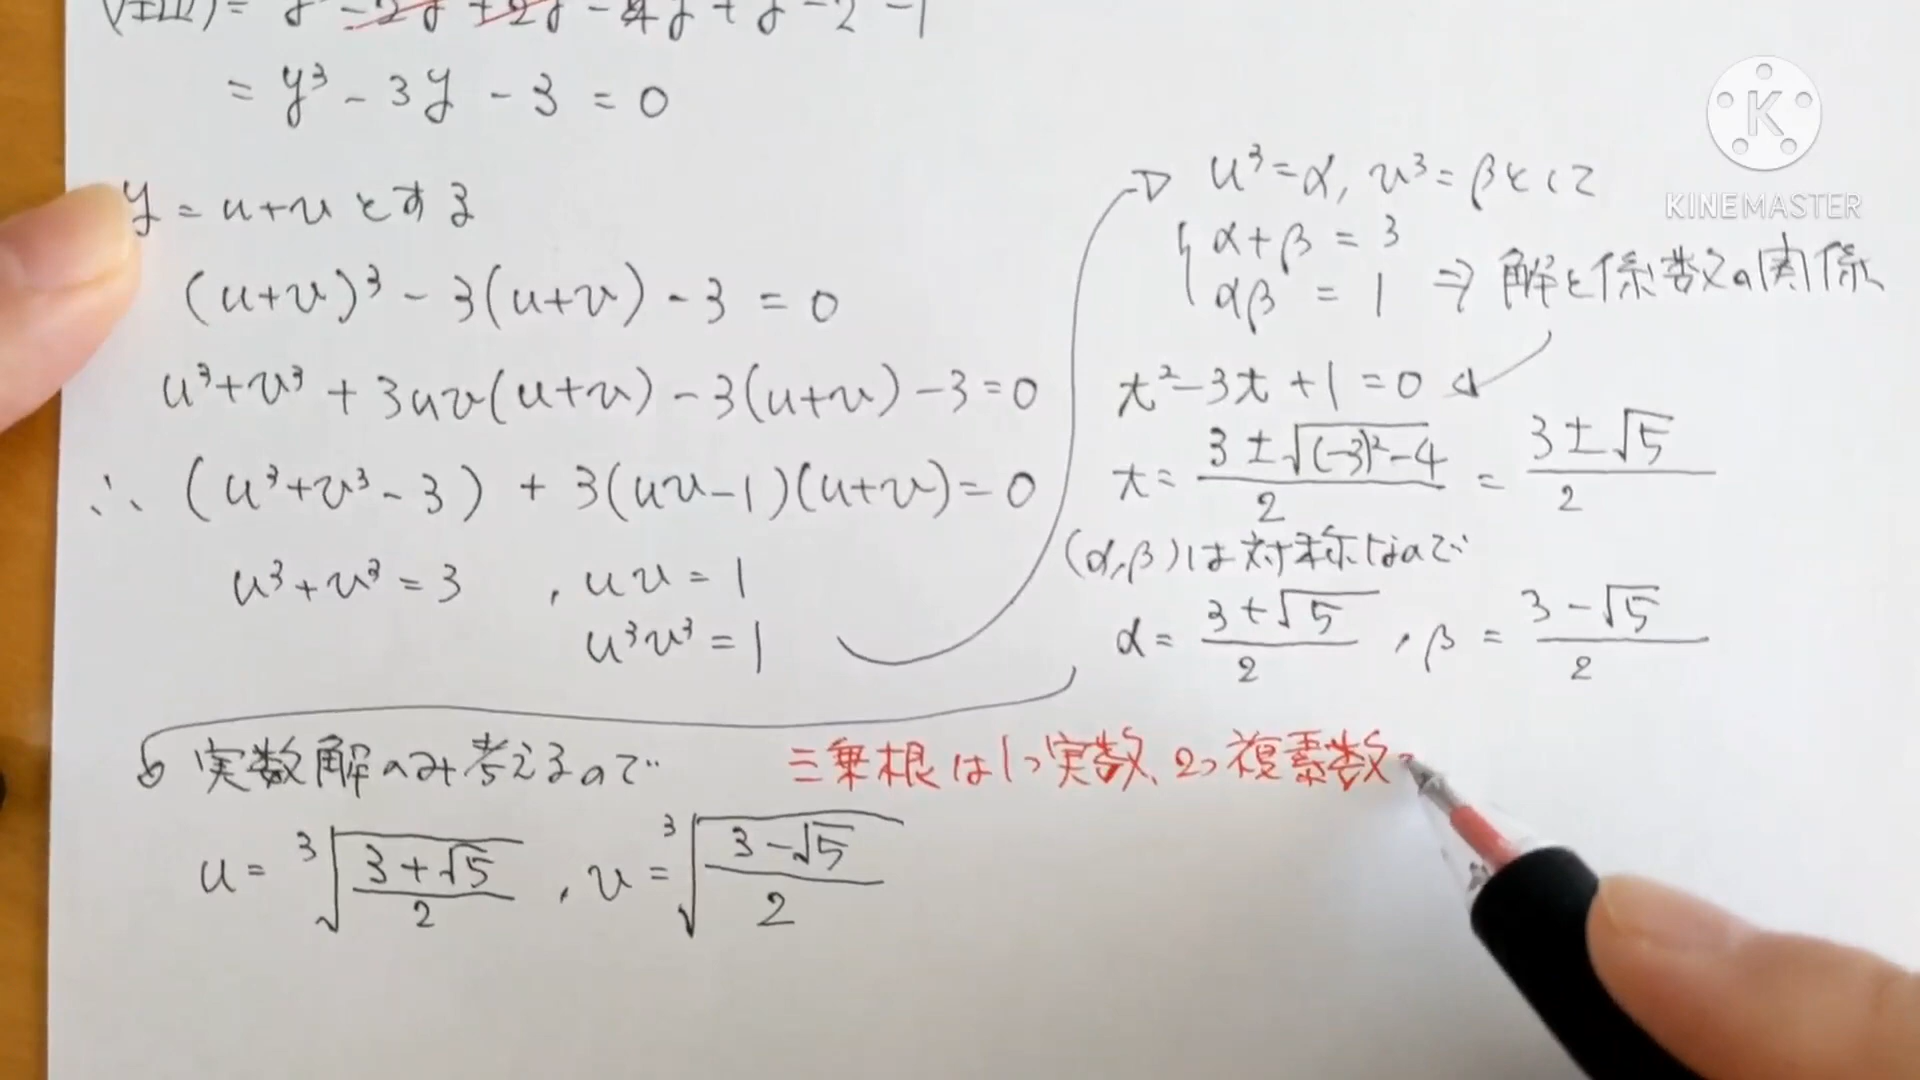 = y³ - 3y - 3 = 0
y = u+v とする
(u+v)³ - 3(u+v) - 3 = 0
u³+v³ + 3uv(u+v) - 3(u+v) - 3 = 0
∴ (u³+v³-3) + 3(uv-1)(u+v) = 0
u³+v³ = 3 , uv = 1
u³v³ = 1
u³=α, v³=βとくに
α+β = 3
αβ = 1 ⇒ 解と係数の関係
t²-3t+1=0
t = (3±√((-3)²-4))/2 = (3±√5)/2
(α,β)は対称なので
α = (3+√5)/2 , β = (3-√5)/2
実数解のみ考えるので
三乗根は1つ実数、2つ複素数
u = ∛((3+√5)/2) , v = ∛((3-√5)/2)
KINEMASTER